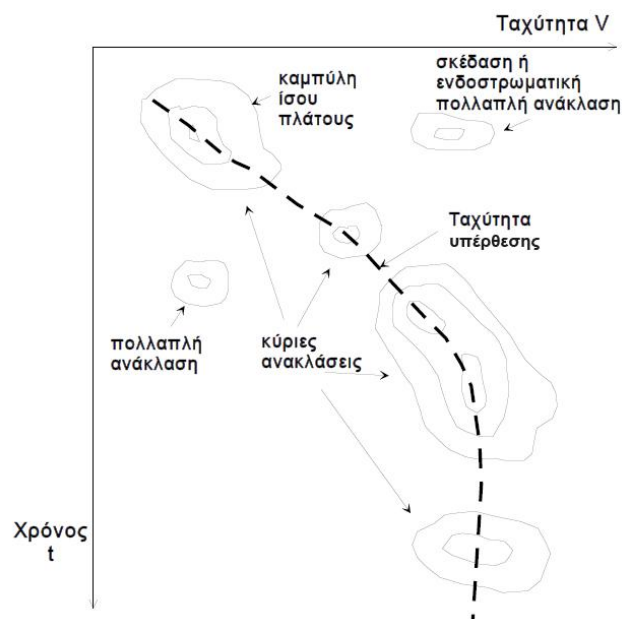 Ταχύτητα V
σκέδαση ή
ενδοστρωματική
πολλαπλή ανάκλαση
καμπύλη
ίσου
πλάτους
Ταχύτητα
υπέρθεσης
πολλαπλή
ανάκλαση
κύριες
ανακλάσεις
Χρόνος
t